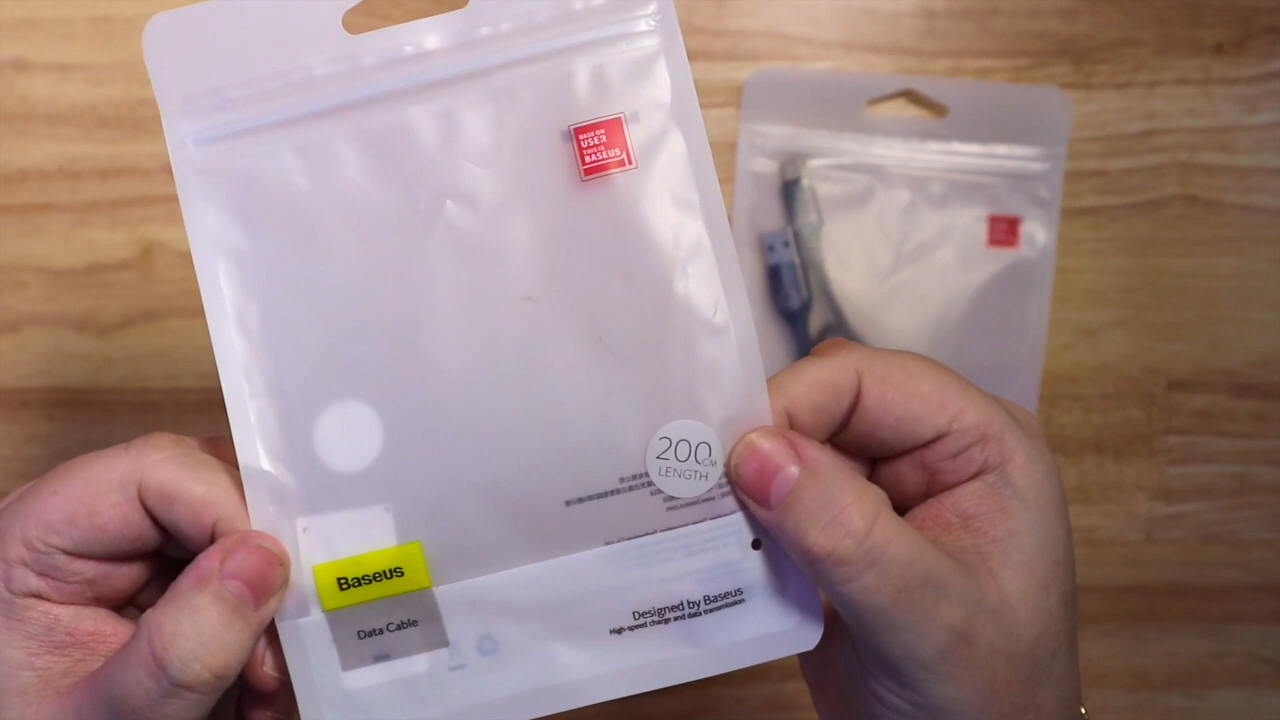 BASE ON
USER
THIS IS
BASEUS
200CM
LENGTH
Baseus
Data Cable
Designed by Baseus
High-speed charge and data transmission